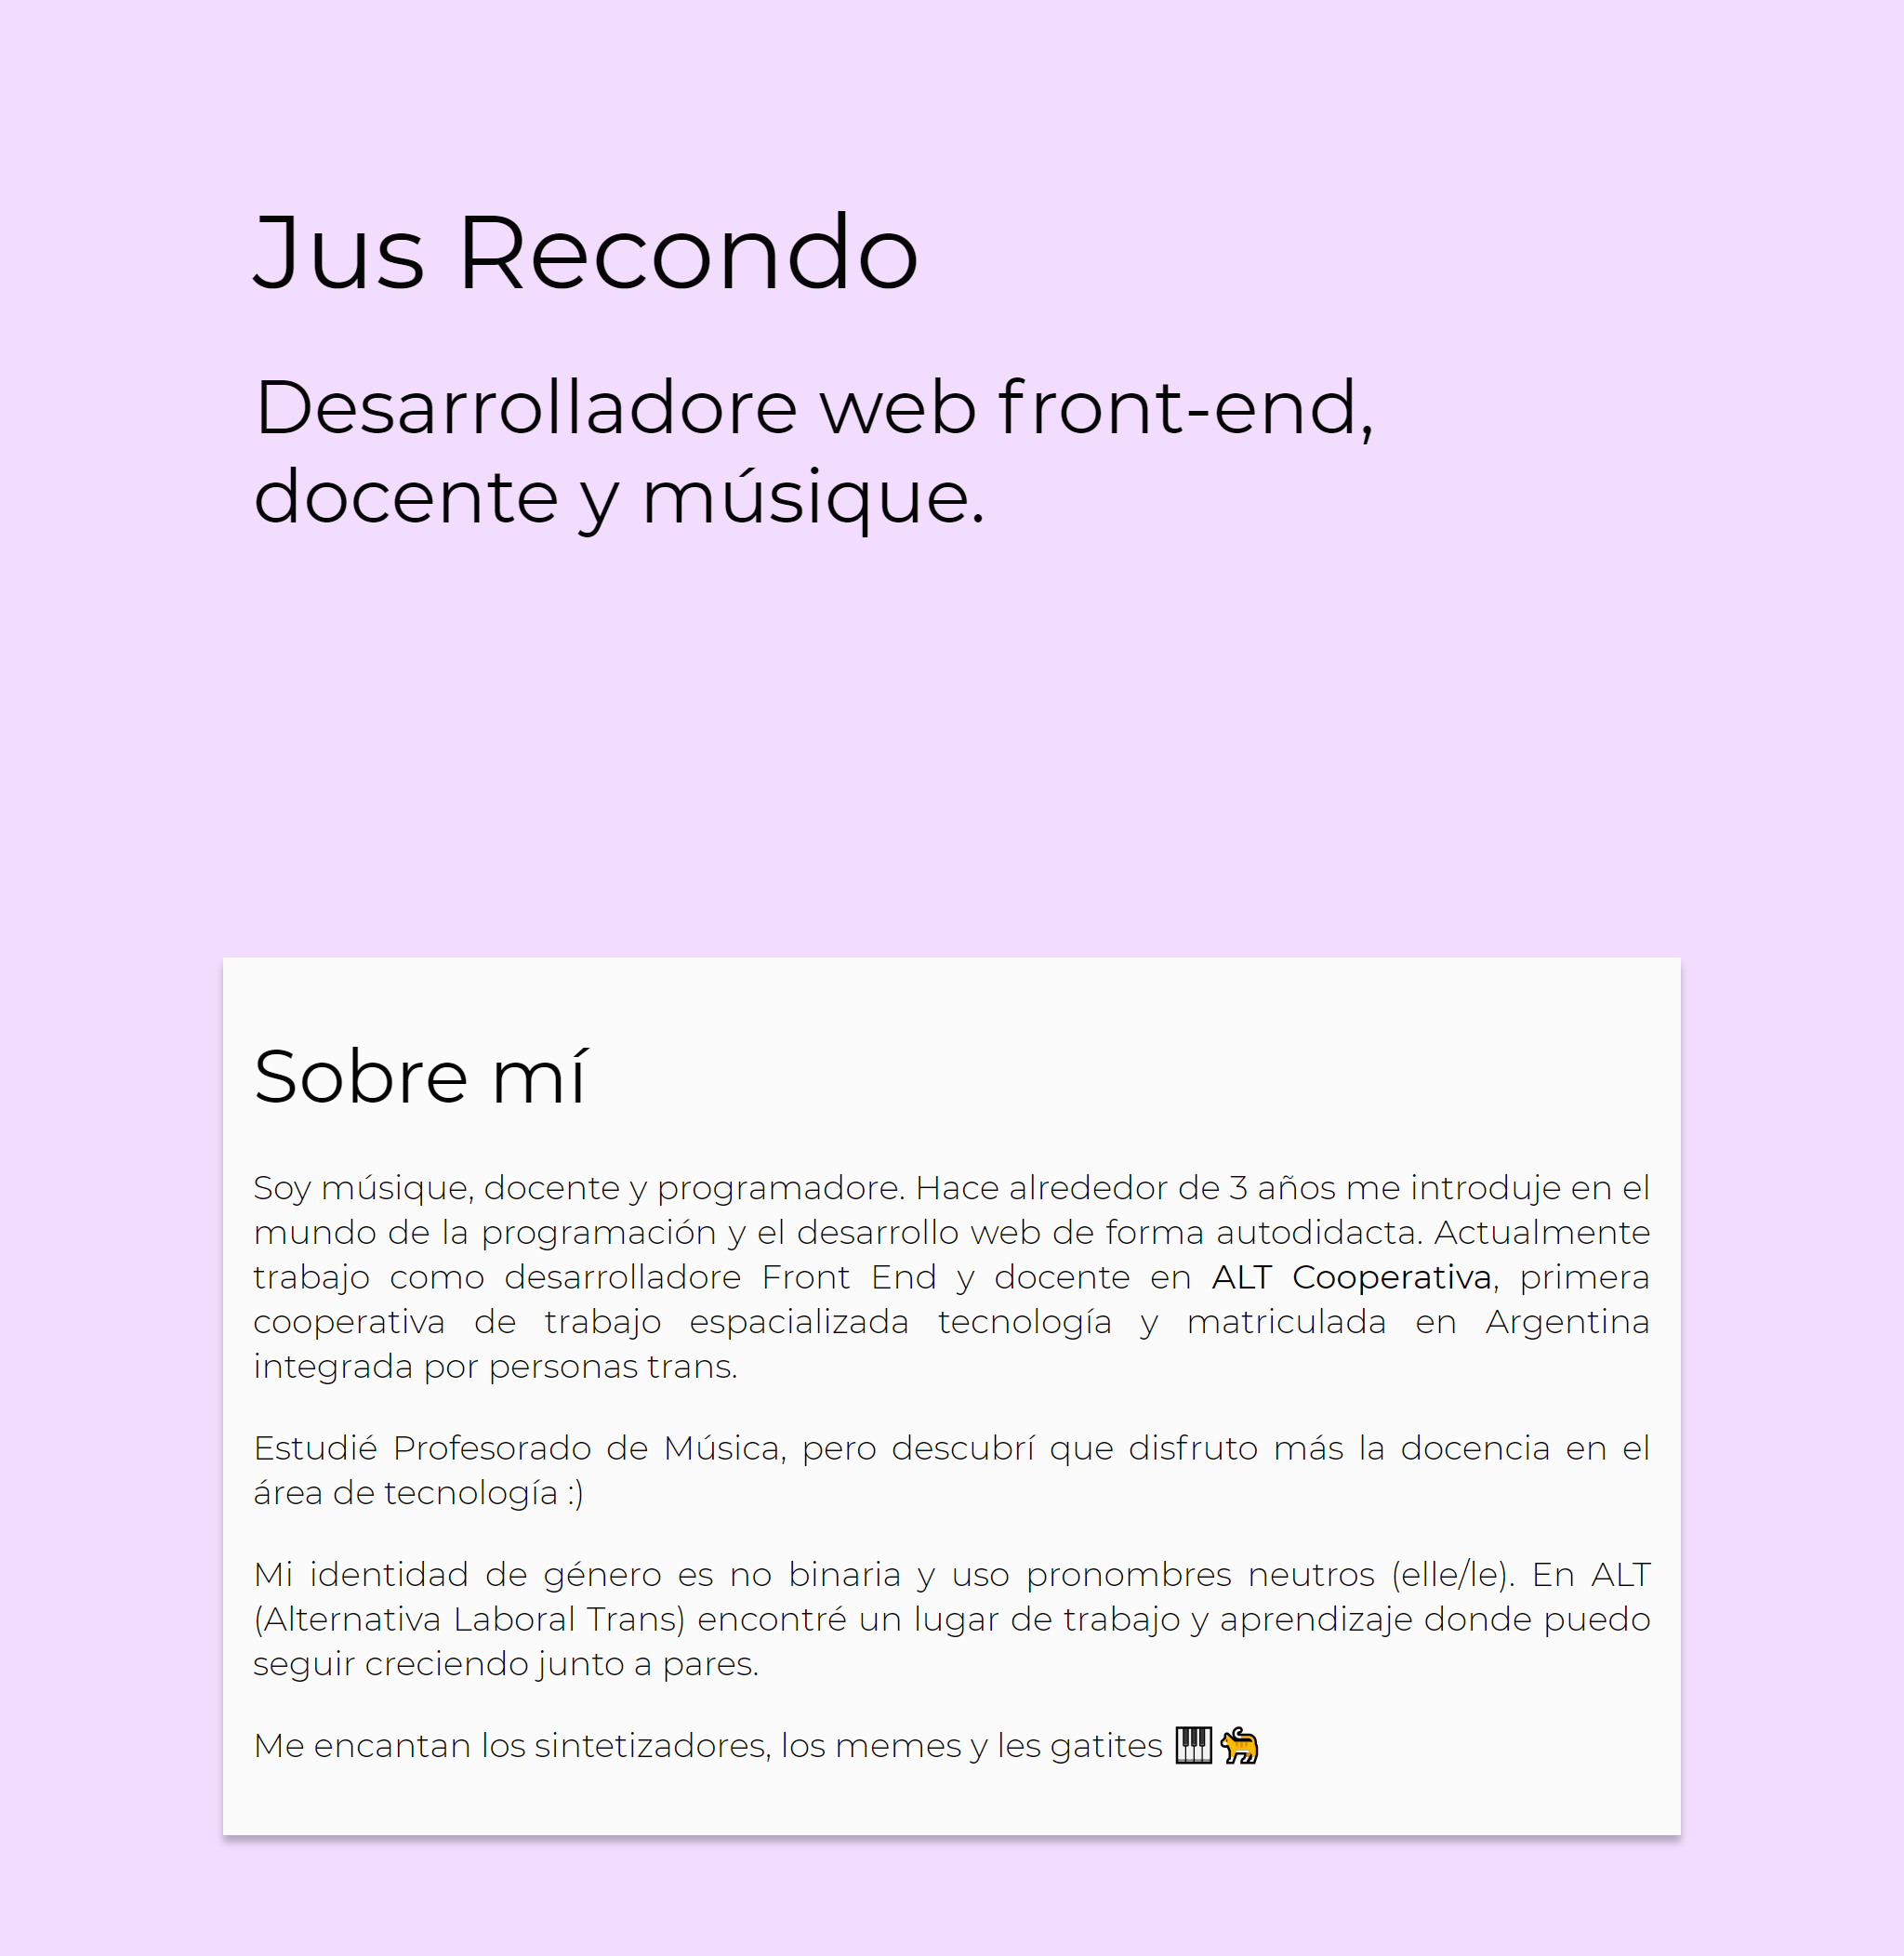 Jus Recondo
Desarrolladore web front-end,
docente y músique.
Sobre mí
Soy músique, docente y programadore. Hace alrededor de 3 años me introduje en el
mundo de la programación y el desarrollo web de forma autodidacta. Actualmente
trabajo como desarrolladore Front End y docente en ALT Cooperativa, primera
cooperativa de trabajo espacializada tecnología y matriculada en Argentina
integrada por personas trans.
Estudié Profesorado de Música, pero descubrí que disfruto más la docencia en el
área de tecnología :)
Mi identidad de género es no binaria y uso pronombres neutros (elle/le). En ALT
(Alternativa Laboral Trans) encontré un lugar de trabajo y aprendizaje donde puedo
seguir creciendo junto a pares.
Me encantan los sintetizadores, los memes y les gatites 🎹🐈